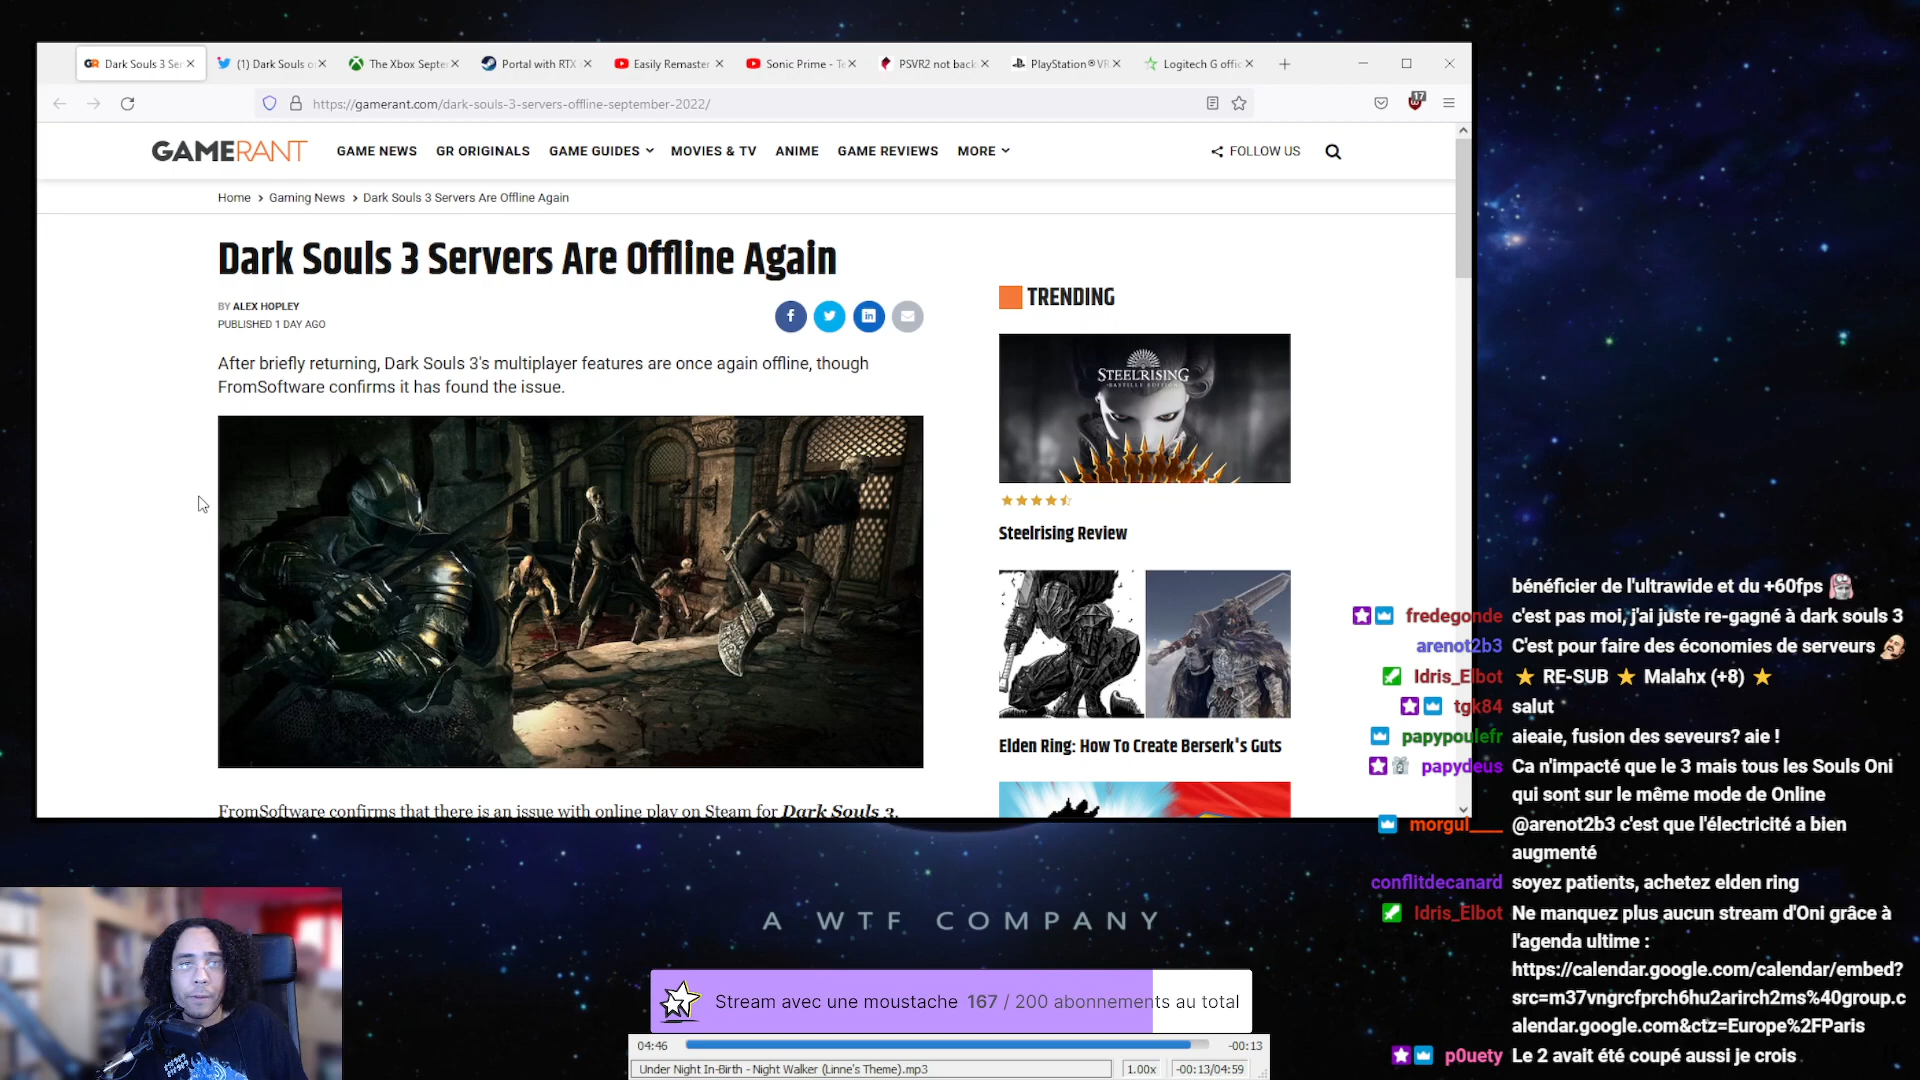 GR Dark Souls 3 Ser
(1) Dark Souls o
The Xbox Septe
Portal with RTX
Easily Remaster
Sonic Prime - Te
PSVR2 not back
PlayStation®VR
Logitech G offic
https://gamerant.com/dark-souls-3-servers-offline-september-2022/
17
GAMERANT
GAME NEWS GR ORIGINALS GAME GUIDES MOVIES & TV ANIME GAME REVIEWS MORE
FOLLOW US
Home > Gaming News > Dark Souls 3 Servers Are Offline Again
Dark Souls 3 Servers Are Offline Again
BY ALEX HOPLEY
PUBLISHED 1 DAY AGO
After briefly returning, Dark Souls 3's multiplayer features are once again offline, though
FromSoftware confirms it has found the issue.
FromSoftware confirms that there is an issue with online play on Steam for Dark Souls 3.
TRENDING
STEELRISING
BASTILLE EDITION
Steelrising Review
Elden Ring: How To Create Berserk's Guts
bénéficier de l'ultrawide et du +60fps
fredegonde c'est pas moi, j'ai juste re-gagné à dark souls 3
arenot2b3 C'est pour faire des économies de serveurs
Idris_Elbot ★ RE-SUB ★ Malahx (+8) ★
tgk84 salut
papypoulefr aieaie, fusion des seveurs? aie !
papydeus Ca n'impacté que le 3 mais tous les Souls Oni
qui sont sur le même mode de Online
morgul____ @arenot2b3 c'est que l'électricité a bien
augmenté
conflitdecanard soyez patients, achetez elden ring
Idris_Elbot Ne manquez plus aucun stream d'Oni grâce à
l'agenda ultime :
https://calendar.google.com/calendar/embed?
src=m37vngrcfprch6hu2arirch2ms%40group.c
alendar.google.com&ctz=Europe%2FParis
p0uety Le 2 avait été coupé aussi je crois
A WTF COMPANY
Stream avec une moustache 167 / 200 abonnements au total
04:46
-00:13
Under Night In-Birth - Night Walker (Linne's Theme).mp3
1.00x
-00:13/04:59